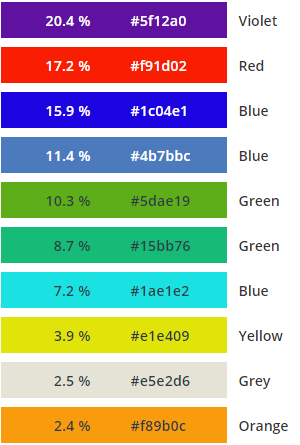 20.4 % #5f12a0 Violet
17.2 % #f91d02 Red
15.9 % #1c04e1 Blue
11.4 % #4b7bbc Blue
10.3 % #5dae19 Green
8.7 % #15bb76 Green
7.2 % #1ae1e2 Blue
3.9 % #e1e409 Yellow
2.5 % #e5e2d6 Grey
2.4 % #f89b0c Orange